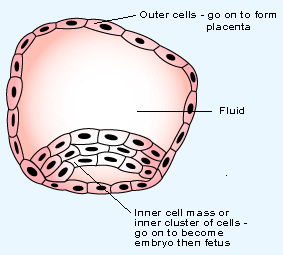 Outer cells - go on to form
placenta
Fluid
Inner cell mass or
inner cluster of cells -
go on to become
embryo then fetus